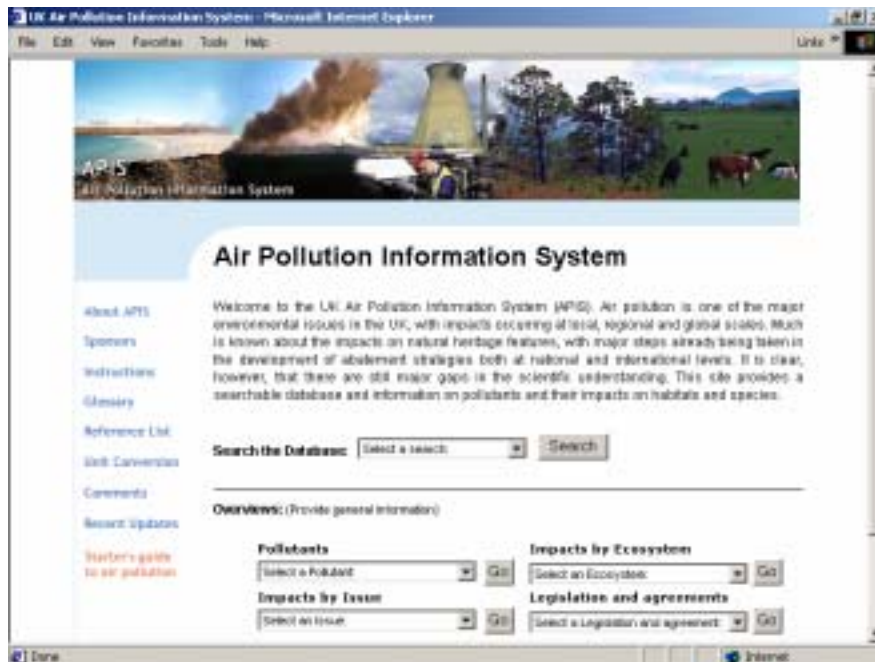 UK Air Pollution Information System - Microsoft Internet Explorer
File Edit View Favorites Tools Help
Links »
APIS
Air Pollution Information System
Air Pollution Information System
About APIS
Sponsors
Instructions
Glossary
Reference List
Unit Conversion
Comments
Recent Updates
Starter's guide
to air pollution
Welcome to the UK Air Pollution Information System (APIS). Air pollution is one of the major
environmental issues in the UK, with impacts occurring at local, regional and global scales. Much
is known about the impacts on natural heritage features, with major steps already being taken in
the development of abatement strategies both at national and international levels. It is clear,
however, that there are still major gaps in the scientific understanding. This site provides a
searchable database and information on pollutants and their impacts on habitats and species.
Search the Database: Select a search Search
Overviews: (Provide general information)
Pollutants Impacts by Ecosystem
Select a Pollutant Go Select an Ecosystem Go
Impacts by Issue Legislation and agreements
Select an Issue Go Select a Legislation and agreement Go
Done Internet